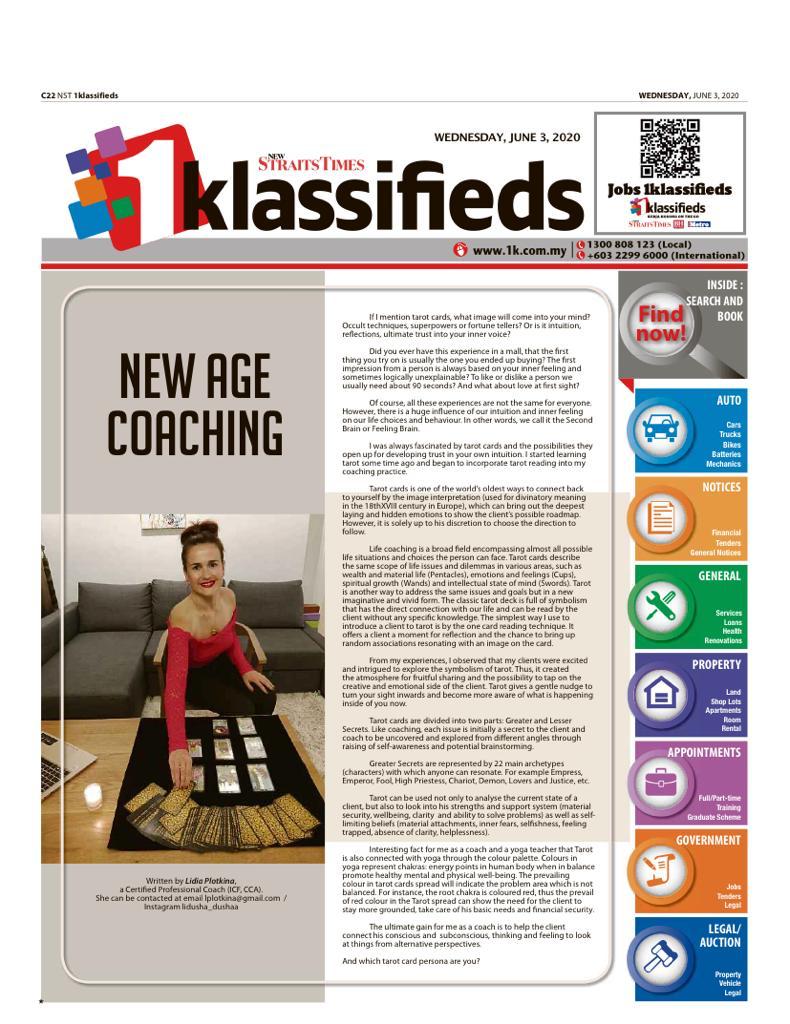 C22 NST 1klassifieds
WEDNESDAY, JUNE 3, 2020
WEDNESDAY, JUNE 3, 2020
NEW
STRAITS TIMES
1klassifieds
Jobs 1klassifieds
1klassifieds
www.1k.com.my
1300 808 123 (Local)
+603 2299 6000 (International)
NEW AGE
COACHING
Written by Lidia Plotkina,
a Certified Professional Coach (ICF, CCA).
She can be contacted at email lplotkina@gmail.com /
Instagram lidusha_dushaa
If I mention tarot cards, what image will come into your mind?
Occult techniques, superpowers or fortune tellers? Or is it intuition,
reflections, ultimate trust into your inner voice?
Did you ever have this experience in a mall, that the first
thing you try on is usually the one you ended up buying? The first
impression from a person is always based on your inner feeling and
sometimes logically unexplainable? To like or dislike a person we
usually need about 90 seconds? And what about love at first sight?
Of course, all these experiences are not the same for everyone.
However, there is a huge influence of our intuition and inner feeling
on our life choices and behaviour. In other words, we call it the Second
Brain or Feeling Brain.
I was always fascinated by tarot cards and the possibilities they
open up for developing trust in your own intuition. I started learning
tarot some time ago and began to incorporate tarot reading into my
coaching practice.
Tarot cards is one of the world's oldest ways to connect back
to yourself by the image interpretation (used for divinatory meaning
in the 18thXVIII century in Europe), which can bring out the deepest
laying and hidden emotions to show the client's possible roadmap.
However, it is solely up to his discretion to choose the direction to
follow.
Life coaching is a broad field encompassing almost all possible
life situations and choices the person can face. Tarot cards describe
the same scope of life issues and dilemmas in various areas, such as
wealth and material life (Pentacles), emotions and feelings (Cups),
spiritual growth (Wands) and intellectual state of mind (Swords). Tarot
is another way to address the same issues and goals but in a new
imaginative and vivid form. The classic tarot deck is full of symbolism
that has the direct connection with our life and can be read by the
client without any specific knowledge. The simplest way I use to
introduce a client to tarot is by the one card reading technique. It
offers a client a moment for reflection and the chance to bring up
random associations resonating with an image on the card.
From my experiences, I observed that my clients were excited
and intrigued to explore the symbolism of tarot. Thus, it created
the atmosphere for fruitful sharing and the possibility to tap on the
creative and emotional side of the client. Tarot gives a gentle nudge to
turn your sight inwards and become more aware of what is happening
inside of you now.
Tarot cards are divided into two parts: Greater and Lesser
Secrets. Like coaching, each issue is initially a secret to the client and
coach to be uncovered and explored from different angles through
raising of self-awareness and potential brainstorming.
Greater Secrets are represented by 22 main archetypes
(characters) with which anyone can resonate. For example Empress,
Emperor, Fool, High Priestess, Chariot, Demon, Lovers and Justice, etc.
Tarot can be used not only to analyse the current state of a
client, but also to look into his strengths and support system (material
security, wellbeing, clarity and ability to solve problems) as well as self-
limiting beliefs (material attachments, inner fears, selfishness, feeling
trapped, absence of clarity, helplessness).
Interesting fact for me as a coach and a yoga teacher that Tarot
is also connected with yoga through the colour palette. Colours in
yoga represent chakras: energy points in human body when in balance
promote healthy mental and physical well-being. The prevailing
colour in tarot cards spread will indicate the problem area which is not
balanced. For instance, the root chakra is coloured red, thus the prevail
of red colour in the Tarot spread can show the need for the client to
stay more grounded, take care of his basic needs and financial security.
The ultimate gain for me as a coach is to help the client
connect his conscious and subconscious, thinking and feeling to look
at things from alternative perspectives.
And which tarot card persona are you?
INSIDE :
SEARCH AND
BOOK
Find
now!
AUTO
Cars
Trucks
Bikes
Batteries
Mechanics
NOTICES
Financial
Tenders
General Notices
GENERAL
Services
Loans
Health
Renovations
PROPERTY
Land
Shop Lots
Apartments
Room
Rental
APPOINTMENTS
Full/Part-time
Training
Graduate Scheme
GOVERNMENT
Jobs
Tenders
Legal
LEGAL/
AUCTION
Property
Vehicle
Legal